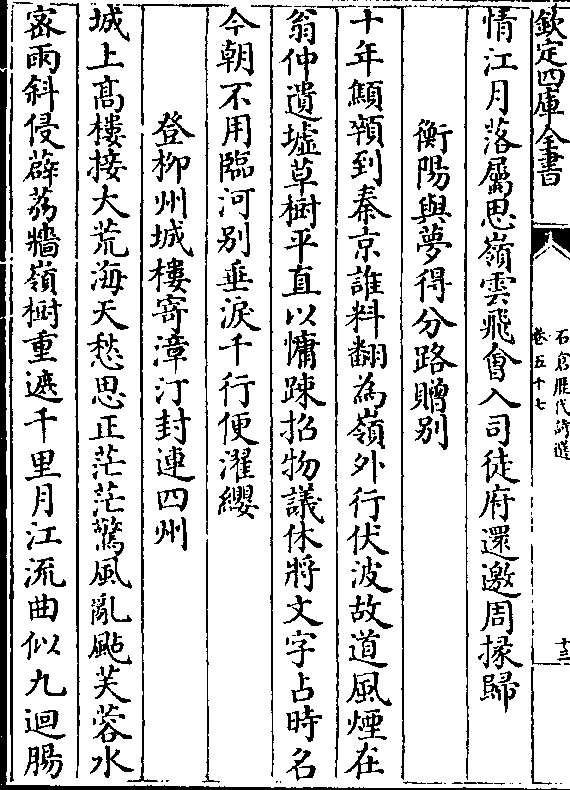 欽定四庫全書
石倉歷代詩選
卷五十七
十三
情江月落屬思嶺雲飛會入司徒府還邀周掾歸
衡陽與夢得分路贈别
十年顦顇到秦京誰料翻為嶺外行伏波故道風煙在
翁仲遺墟草樹平直以慵踈招物議休將文字占時名
今朝不用臨河别垂淚千行便濯纓
登柳州城樓寄漳汀封連四州
城上高樓接大荒海天愁思正茫茫驚風亂颭芙蓉水
宻雨斜侵薜荔牆嶺樹重遮千里月江流曲似九迴腸